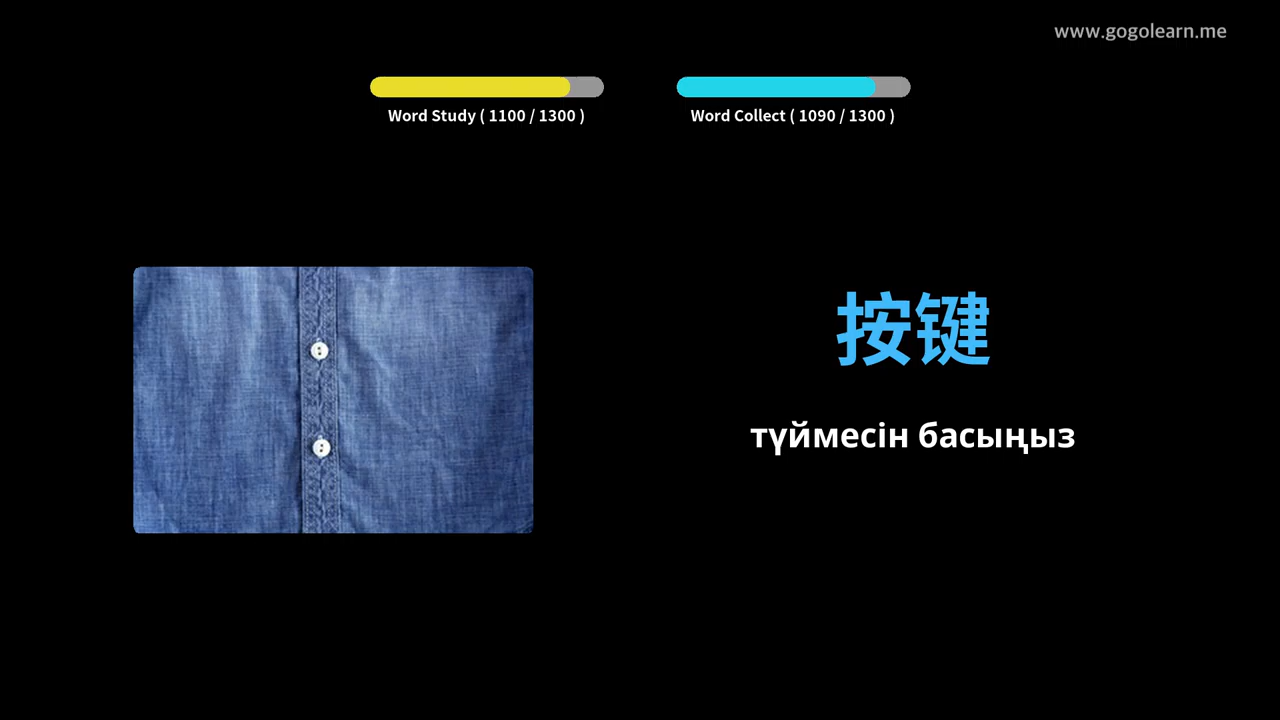 www.gogolearn.me
Word Study ( 1100 / 1300 )
Word Collect ( 1090 / 1300 )
按键
түймесін басыңыз